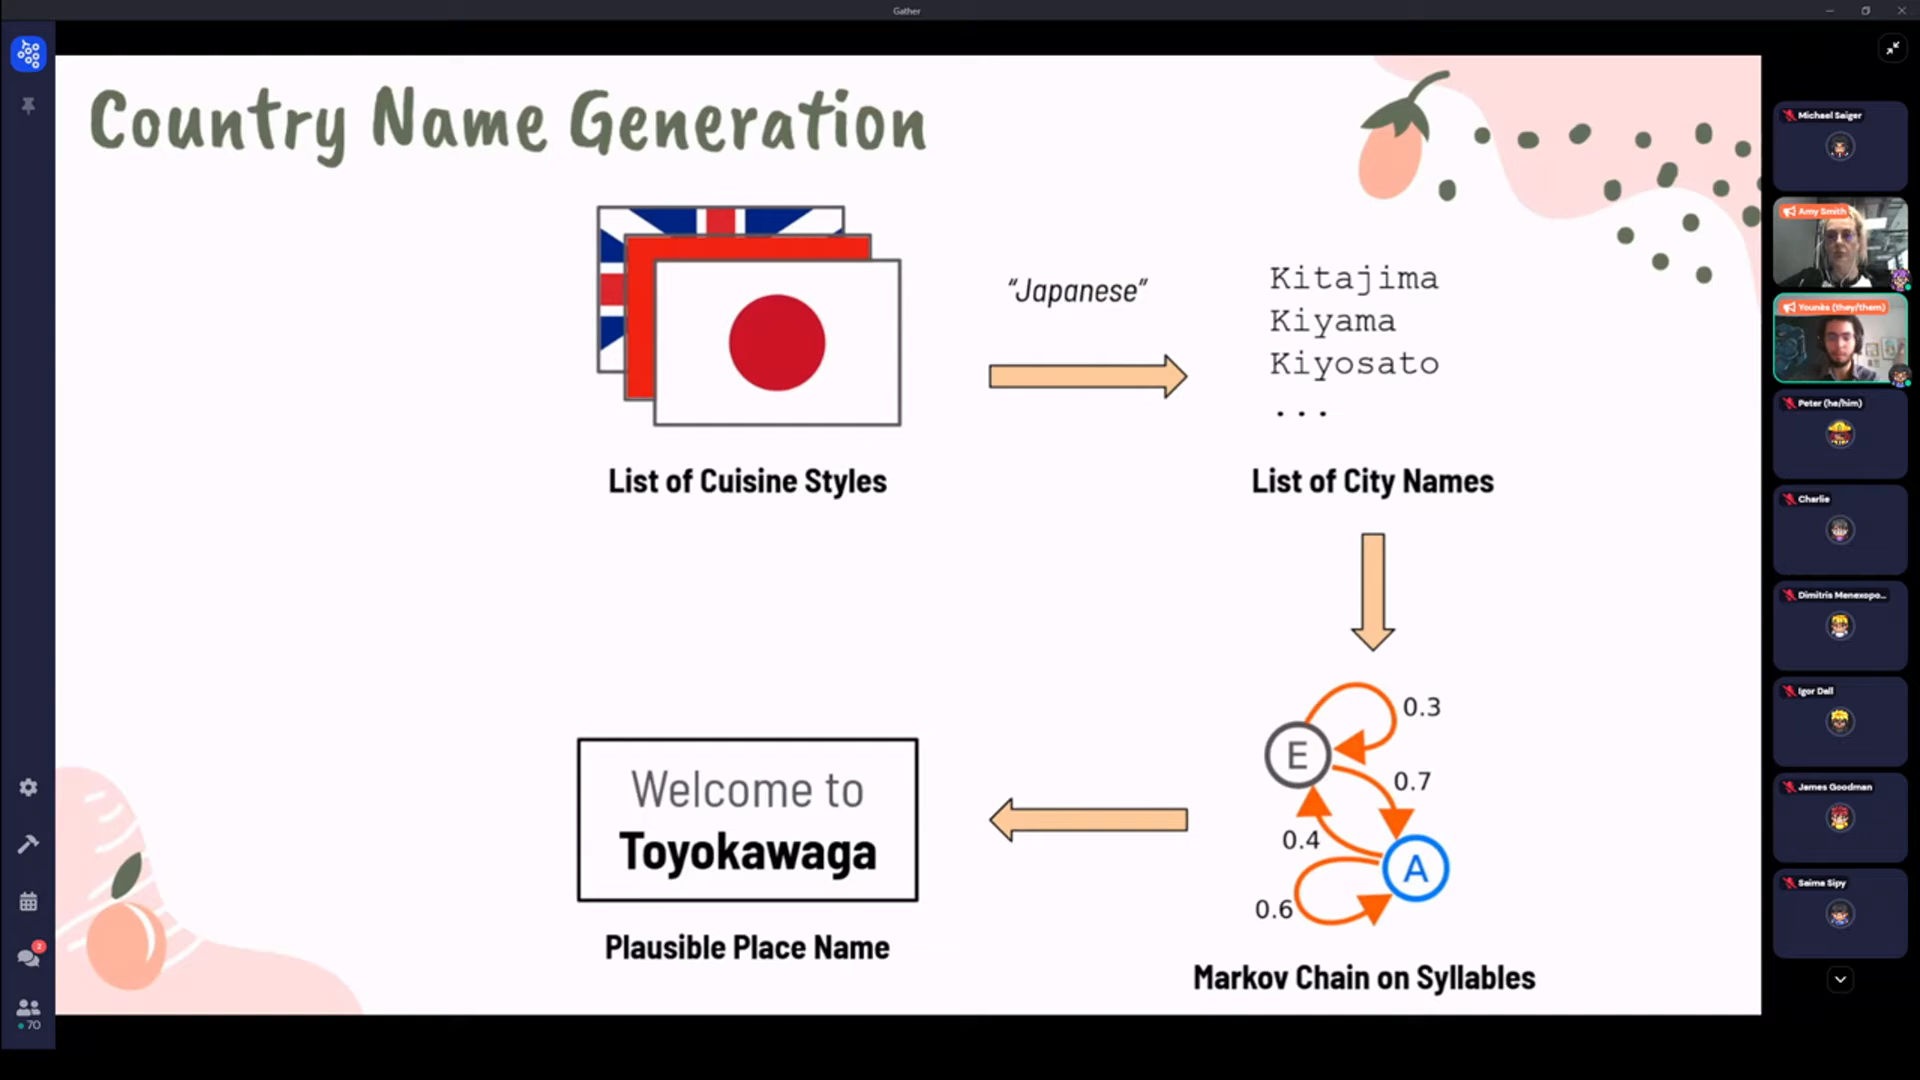 Gather
Country Name Generation
"Japanese"
Kitajima
Kiyama
Kiyosato
...
List of Cuisine Styles
List of City Names
E
0.3
0.7
0.4
A
0.6
Welcome to
Toyokawaga
Plausible Place Name
Markov Chain on Syllables
Michael Saiger
Amy Smith
Younès (they/them)
Peter (he/him)
Charlie
Dimitris Menexopo...
Igor Dall
James Goodman
Saima Sipy
2
70